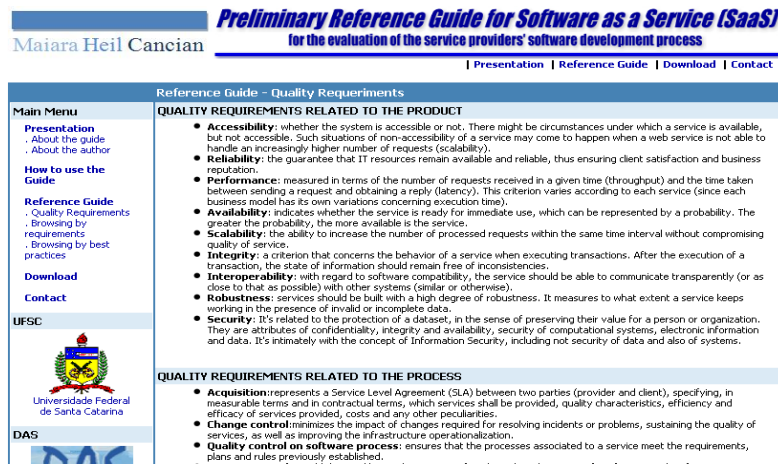 Preliminary Reference Guide for Software as a Service (SaaS)
for the evaluation of the service providers' software development process
Maiara Heil Cancian
| Presentation | Reference Guide | Download | Contact
Reference Guide - Quality Requeriments
Main Menu
Presentation
. About the guide
. About the author
How to use the
Guide
Reference Guide
. Quality Requirements
. Browsing by
requirements
. Browsing by best
practices
Download
Contact
UFSC
Universidade Federal
de Santa Catarina
DAS
DAS
QUALITY REQUIREMENTS RELATED TO THE PRODUCT
● Accessibility: whether the system is accessible or not. There might be circumstances under which a service is available,
but not accessible. Such situations of non-accessibility of a service may come to happen when a web service is not able to
handle an increasingly higher number of requests (scalability).
● Reliability: the guarantee that IT resources remain available and reliable, thus ensuring client satisfaction and business
reputation.
● Performance: measured in terms of the number of requests received in a given time (throughput) and the time taken
between sending a request and obtaining a reply (latency). This criterion varies according to each service (since each
business model has its own variations concerning execution time).
● Availability: indicates whether the service is ready for immediate use, which can be represented by a probability. The
greater the probability, the more available is the service.
● Scalability: the ability to increase the number of processed requests within the same time interval without compromising
quality of service.
● Integrity: a criterion that concerns the behavior of a service when executing transactions. After the execution of a
transaction, the state of information should remain free of inconsistencies.
● Interoperability: with regard to software compatibility, the service should be able to communicate transparently (or as
close to that as possible) with other systems (similar or otherwise).
● Robustness: services should be built with a high degree of robustness. It measures to what extent a service keeps
working in the presence of invalid or incomplete data.
● Security: It's related to the protection of a dataset, in the sense of preserving their value for a person or organization.
They are attributes of confidentiality, integrity and availability, security of computational systems, electronic information
and data. It's intimately with the concept of Information Security, including not security of data and also of systems.
QUALITY REQUIREMENTS RELATED TO THE PROCESS
● Acquisition:represents a Service Level Agreement (SLA) between two parties (provider and client), specifying, in
measurable terms and in contractual terms, which services shall be provided, quality characteristics, efficiency and
efficacy of services provided, costs and any other peculiarities.
● Change control:minimizes the impact of changes required for resolving incidents or problems, sustaining the quality of
services, as well as improving the infrastructure operationalization.
● Quality control on software process: ensures that the processes associated to a service meet the requirements,
plans and rules previously established.